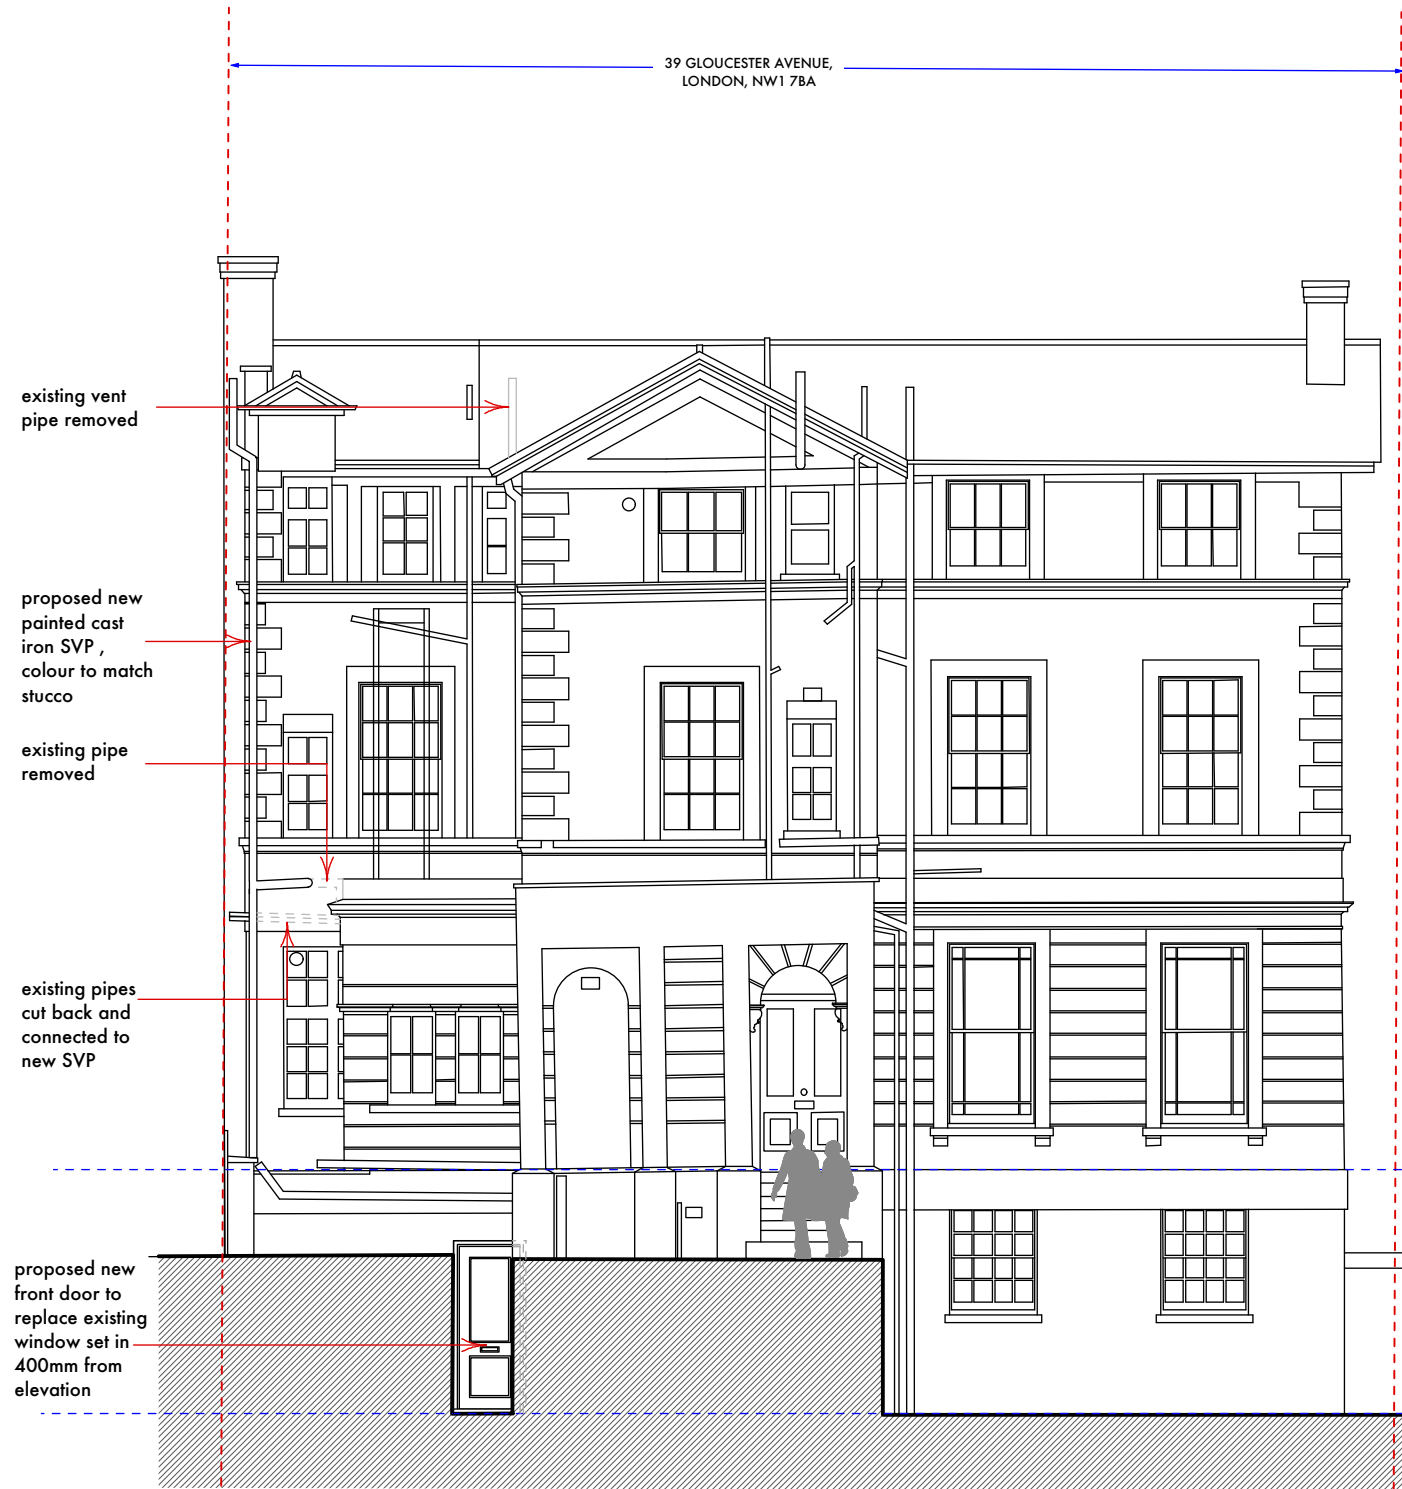 39 GLOUCESTER AVENUE,
LONDON, NW1 7BA
existing vent
pipe removed
proposed new
painted cast
iron SVP ,
colour to match
stucco
existing pipe
removed
existing pipes
cut back and
connected to
new SVP
proposed new
front door to
replace existing
window set in
400mm from
elevation